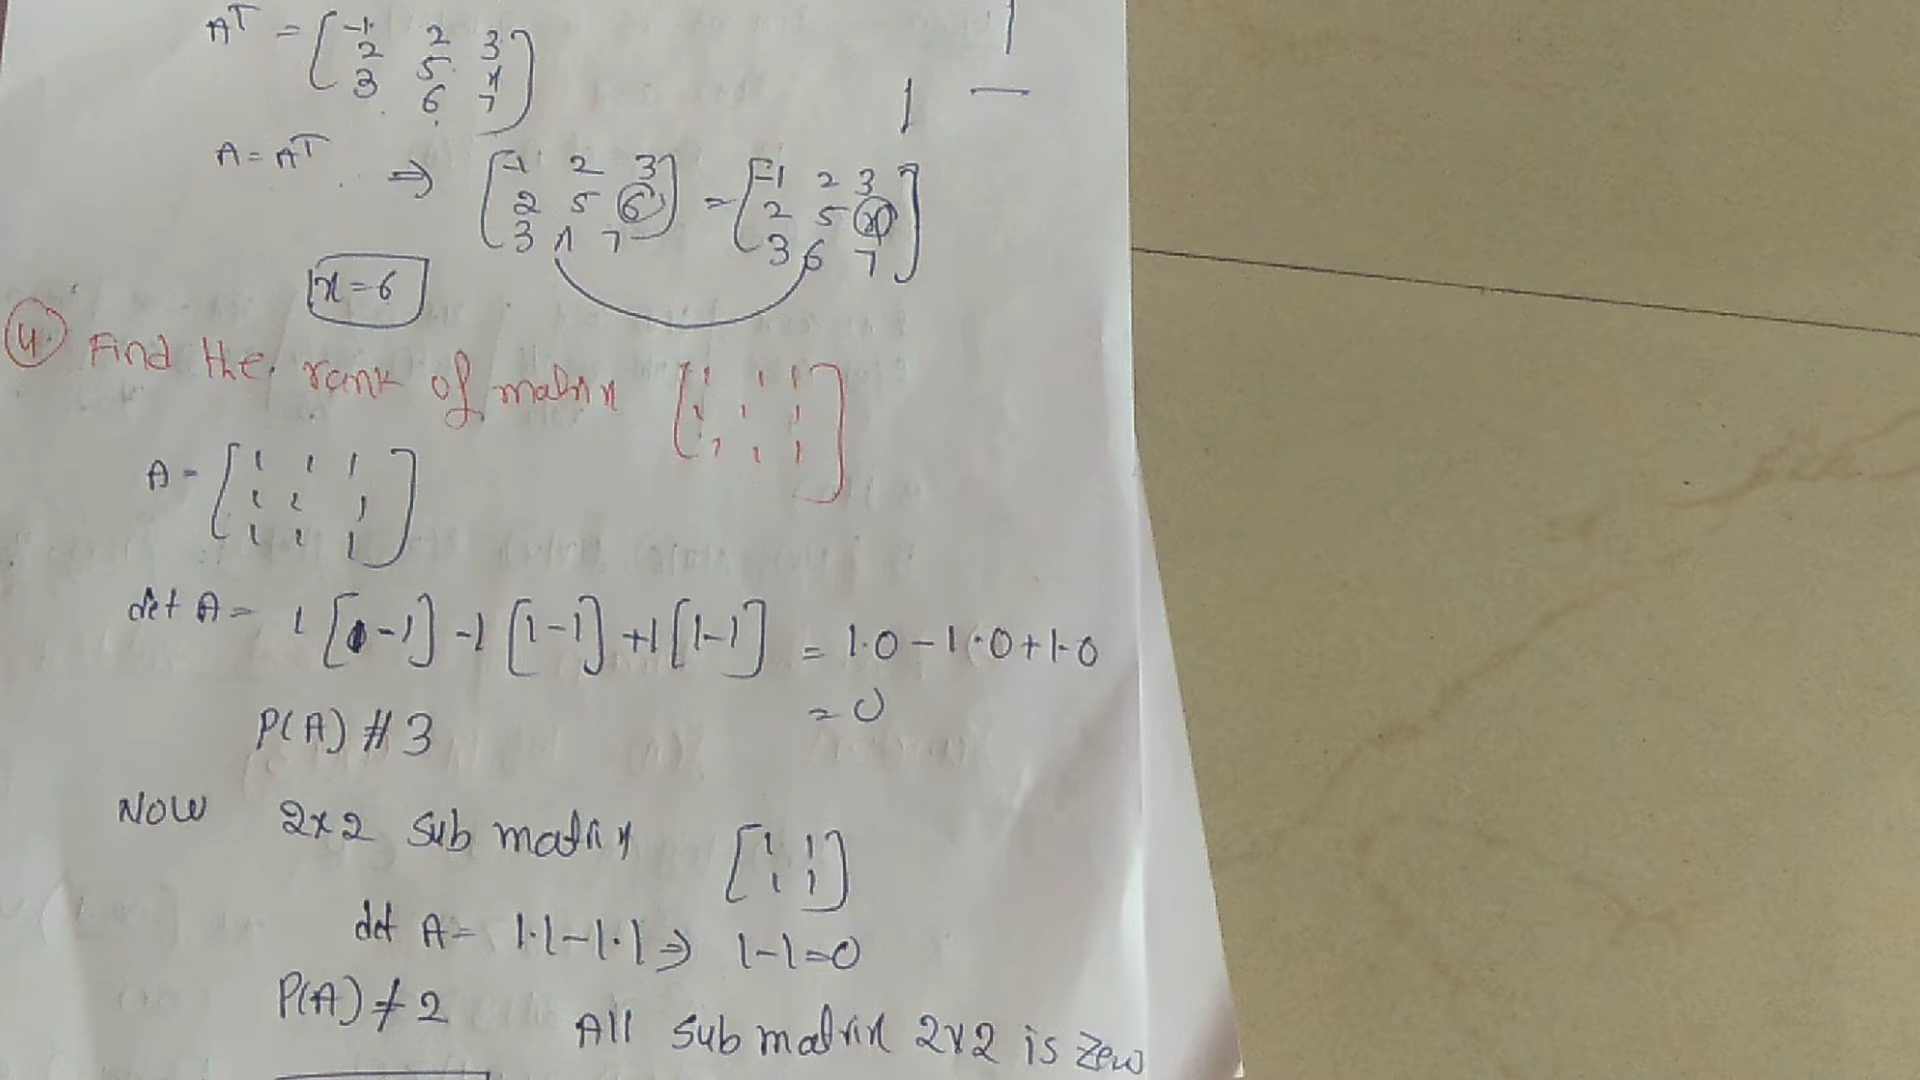 Aᵀ = [-1 2 3
2 5 x
3 6 7]
A = Aᵀ ⇒ [-1 2 3
2 5 6
3 x 7] = [-1 2 3
2 5 x
3 6 7]
x = 6
4. Find the rank of matrix [1 1 1
1 1 1
1 1 1]
A = [1 1 1
1 1 1
1 1 1]
det A = 1[1-1] -1[1-1] +1[1-1] = 1.0 - 1.0 + 1.0
= 0
P(A) ≠ 3
NOW 2x2 sub matrix [1 1
1 1]
det A = 1.1 - 1.1 ⇒ 1-1=0
P(A) ≠ 2
All sub matrix 2x2 is zero